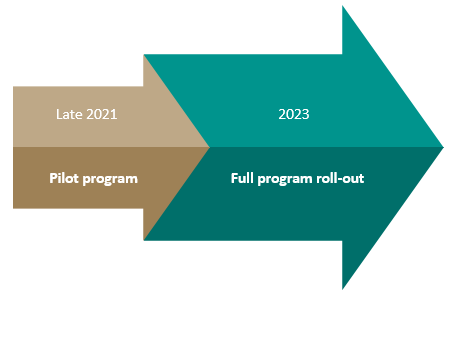 Late 2021
Pilot program
2023
Full program roll-out